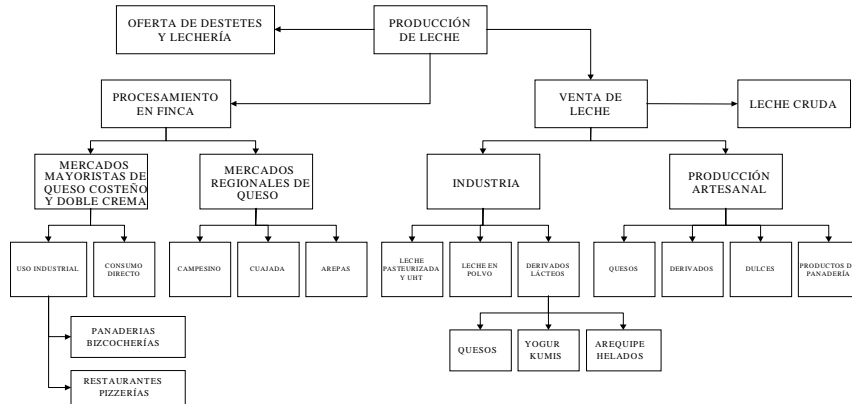 OFERTA DE DESTETES
Y LECHERÍA
PRODUCCIÓN
DE LECHE
PROCESAMIENTO
EN FINCA
VENTA DE
LECHE
LECHE CRUDA
MERCADOS
MAYORISTAS DE
QUESO COSTEÑO
Y DOBLE CREMA
MERCADOS
REGIONALES DE
QUESO
INDUSTRIA
PRODUCCIÓN
ARTESANAL
USO INDUSTRIAL
CONSUMO
DIRECTO
CAMPESINO
CUAJADA
AREPAS
LECHE
PASTEURIZADA
Y UHT
LECHE EN
POLVO
DERIVADOS
LÁCTEOS
QUESOS
DERIVADOS
DULCES
PRODUCTOS D
PANADERÍA
PANADERIAS
BIZCOCHERÍAS
QUESOS
YOGUR
KUMIS
AREQUIPE
HELADOS
RESTAURANTES
PIZZERÍAS